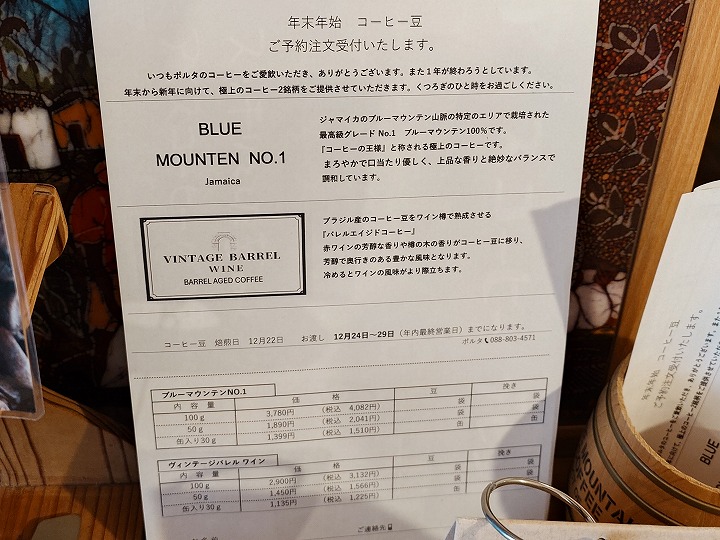 年末年始 コーヒー豆
ご予約注文受付いたします。
いつもポルタのコーヒーをご愛飲いただき、ありがとうございます。また１年が終わろうとしています。
年末から新年に向けて、極上のコーヒー2銘柄をご提供させていただきます。くつろぎのひと時をお過ごしください。
BLUE
MOUNTEN NO.1
Jamaica
ジャマイカのブルーマウンテン山脈の特定のエリアで栽培された
最高級グレード No.1 ブルーマウンテン100%です。
『コーヒーの王様』と称される極上のコーヒーです。
まろやかで口当たり優しく、上品な香りと絶妙なバランスで
調和しています。
VINTAGE BARREL
WINE
BARREL AGED COFFEE
ブラジル産のコーヒー豆をワイン樽で熟成させる
『バレルエイジドコーヒー』
赤ワインの芳醇な香りや樽の木の香りがコーヒー豆に移り、
芳醇で奥行きのある豊かな風味となります。
冷めるとワインの風味がより際立ちます。
コーヒー豆 焙煎日 12月22日 お渡し 12月24日～29日（年内最終営業日）までになります。
ポルタ 088-803-4571
ブルーマウンテンNO.1
内 容 量 価 格 豆 挽き
100g 3,780円 （税込 4,082円） 袋 袋
50g 1,890円 （税込 2,041円） 袋 袋
缶入り30g 1,399円 （税込 1,510円） 缶 缶
ヴィンテージバレル ワイン
内 容 量 価 格 豆 挽き
100g 2,900円 （税込 3,132円） 袋 袋
50g 1,450円 （税込 1,566円） 袋 袋
缶入り30g 1,135円 （税込 1,225円） 缶
ご連絡先
年末年始 コーヒー豆
ご予約注文受付いたします。
BLUE
MOUNTAI
COFFEE